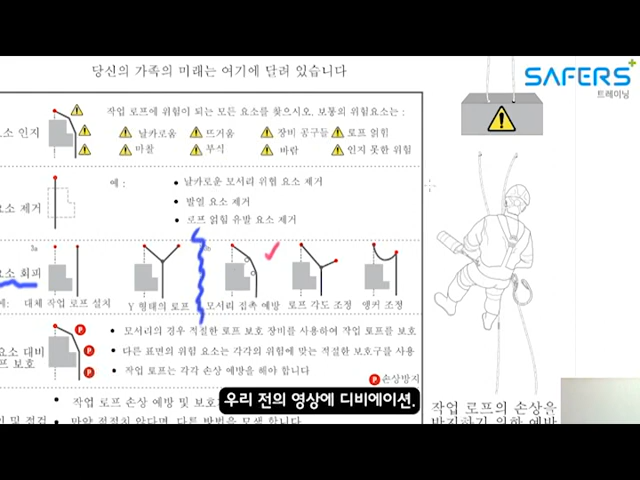 당신의 가족의 미래는 여기에 달려 있습니다
SAFERS
트레이닝
요소 인지
작업 로프에 위험이 되는 모든 요소를 찾으시오, 보통의 위험요소는 :
날카로움
뜨거움
장비 공구들
로프 얽힘
마찰
부식
바람
인지 못한 위험
요소 제거
예 :
• 날카로운 모서리 위협 요소 제거
• 발열 요소 제거
• 로프 얽힘 유발 요소 제거
3a
요소 회피
예: 대체 작업 로프 설치
Y 형태의 로프
모서리 접촉 예방
로프 각도 조정
앵커 조정
요소 대비
프 보호
P
P
P
• 모서리의 경우 적절한 로프 보호 장비를 사용하여 작업 로프를 보호
• 다른 표면의 위험 요소는 각각의 위험에 맞는 적절한 보호구를 사용
• 작업 로프는 각각 손상 예방을 해야 합니다
P 손상방지
• 작업 로프 손상 예방 및 보호
우리 전의 영상에 디비에이션.
작업 로프의 손상을